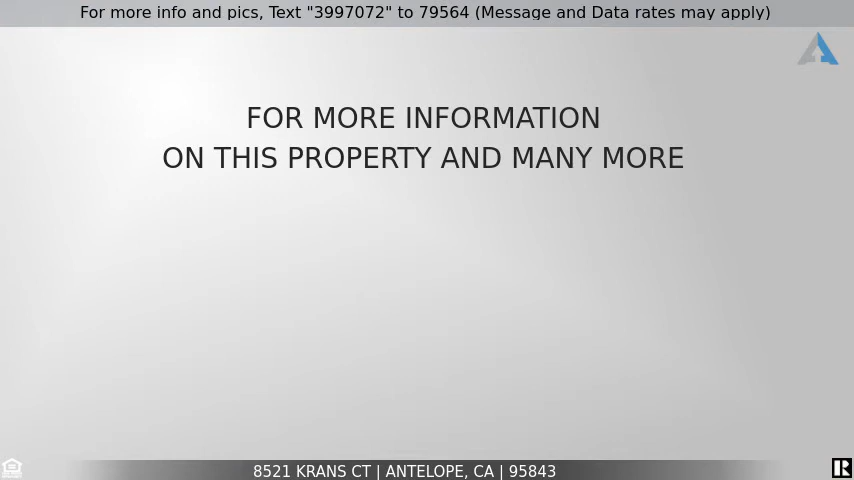 For more info and pics, Text "3997072" to 79564 (Message and Data rates may apply)
FOR MORE INFORMATION
ON THIS PROPERTY AND MANY MORE
8521 KRANS CT | ANTELOPE, CA | 95843